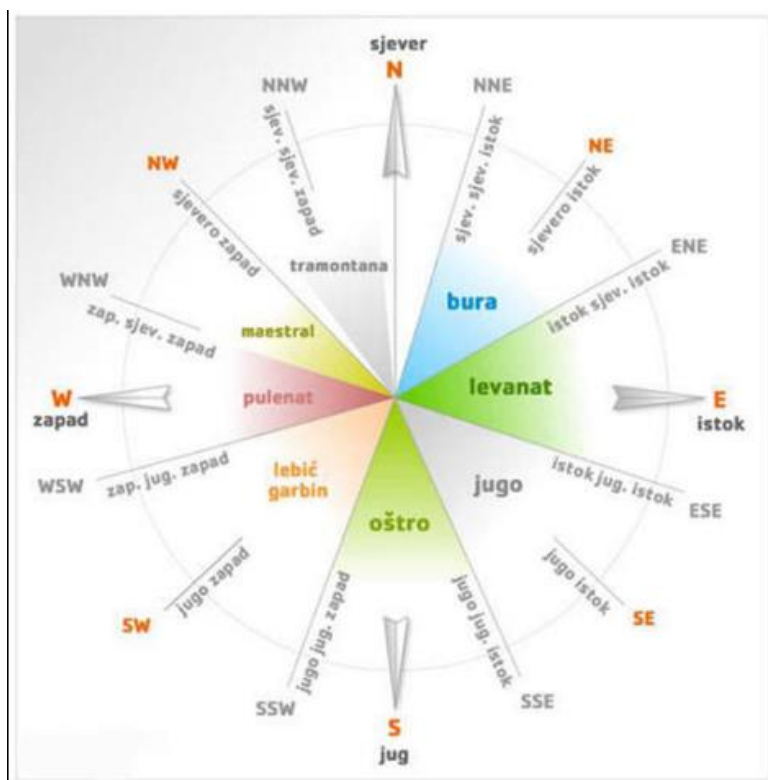 sjever
N
NNW
NNE
sjev. sjev. zapad
sjev. sjev. istok
NW
NE
sjevero zapad
sjevero istok
ENE
istok sjev. istok
tramontana
WNW
zap. sjev. zapad
bura
maestral
levanat
pulenat
W
zapad
E
istok
WSW
zap. jug. zapad
lebić
garbin
jugo
istok jug. istok
ESE
oštro
SW
jugo zapad
jugo jug. zapad
jugo jug. istok
jugo istok
SE
SSW
SSE
S
jug